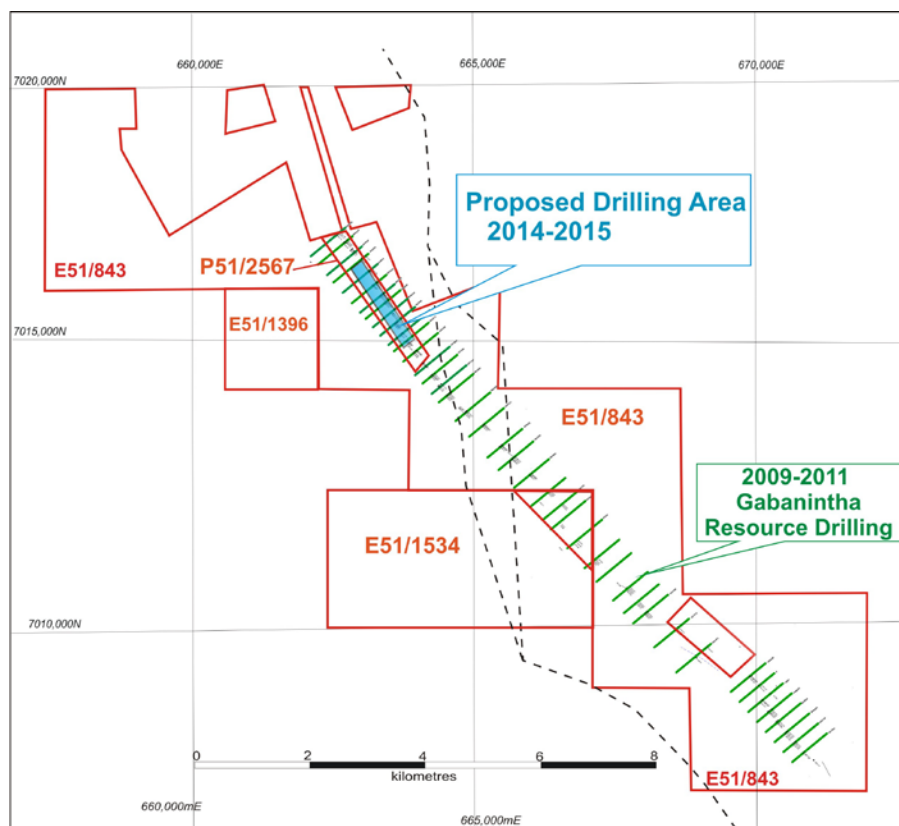 660,000E
665,000E
670,000E
7020,000N
Proposed Drilling Area
2014-2015
P51/2567
E51/843
E51/1396
7015,000N
E51/843
2009-2011
Gabanintha
Resource Drilling
E51/1534
7010,000N
0
2
4
6
8
kilometres
E51/843
660,000mE
665,000mE